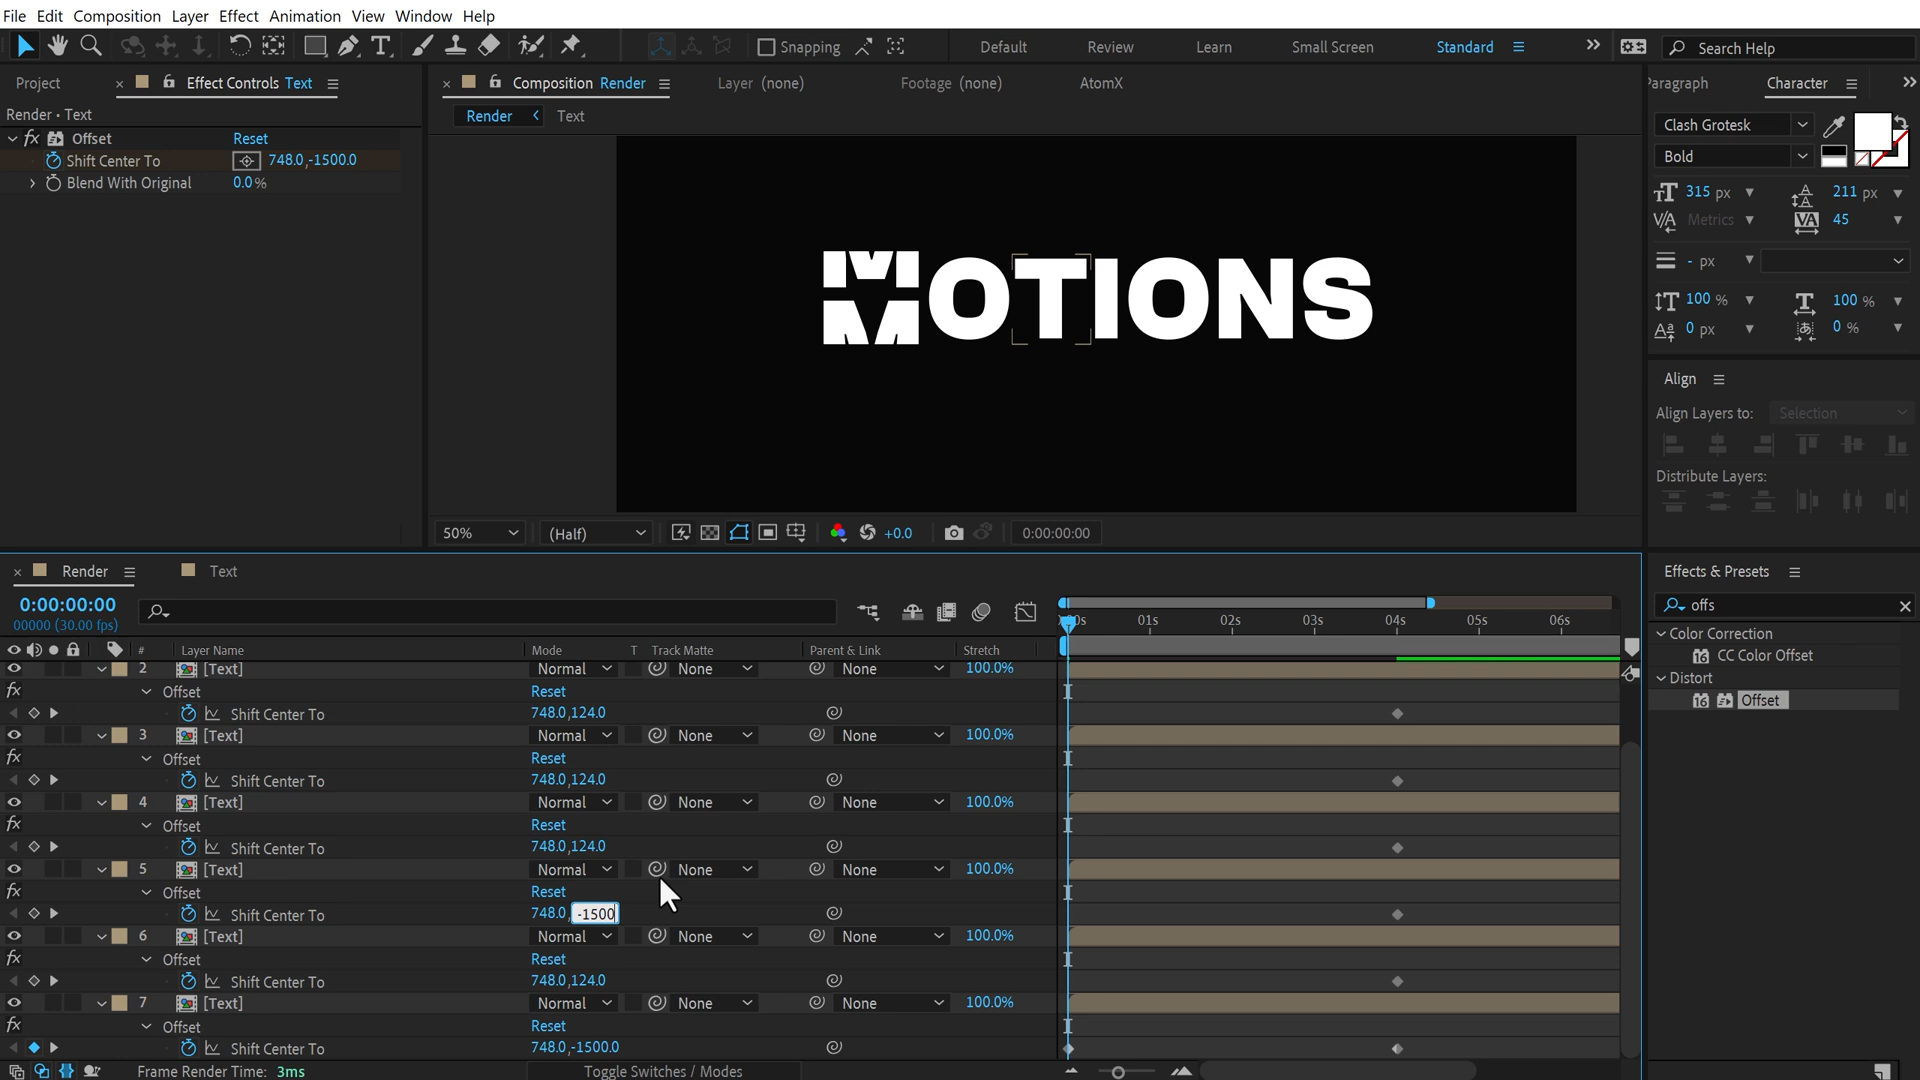 File Edit Composition Layer Effect Animation View Window Help
Snapping Default Review Learn Small Screen Standard Search Help
Project Effect Controls Text Composition Render Layer (none) Footage (none) AtomX Paragraph Character
Render • Text
Render Text
fx Offset Reset
Shift Center To 748.0,-1500.0
Blend With Original 0.0%
Clash Grotesk
Bold
315 px 211 px
Metrics 45
- px
100 % 100 %
0 px 0 %
MOTIONS
Align
Align Layers to: Selection
Distribute Layers:
50% (Half) +0.0 0:00:00:00
Render Text
Effects & Presets
0:00:00:00
00000 (30.00 fps)
offs
01s 02s 03s 04s 05s 06s
Color Correction
CC Color Offset
Distort
Offset
# Layer Name Mode T Track Matte Parent & Link Stretch
2 [Text] Normal None None 100.0%
fx Offset Reset
Shift Center To 748.0,124.0
3 [Text] Normal None None 100.0%
fx Offset Reset
Shift Center To 748.0,124.0
4 [Text] Normal None None 100.0%
fx Offset Reset
Shift Center To 748.0,124.0
5 [Text] Normal None None 100.0%
fx Offset Reset
Shift Center To 748.0, -1500
6 [Text] Normal None None 100.0%
fx Offset Reset
Shift Center To 748.0,124.0
7 [Text] Normal None None 100.0%
fx Offset Reset
Shift Center To 748.0,-1500.0
Frame Render Time: 3ms Toggle Switches / Modes